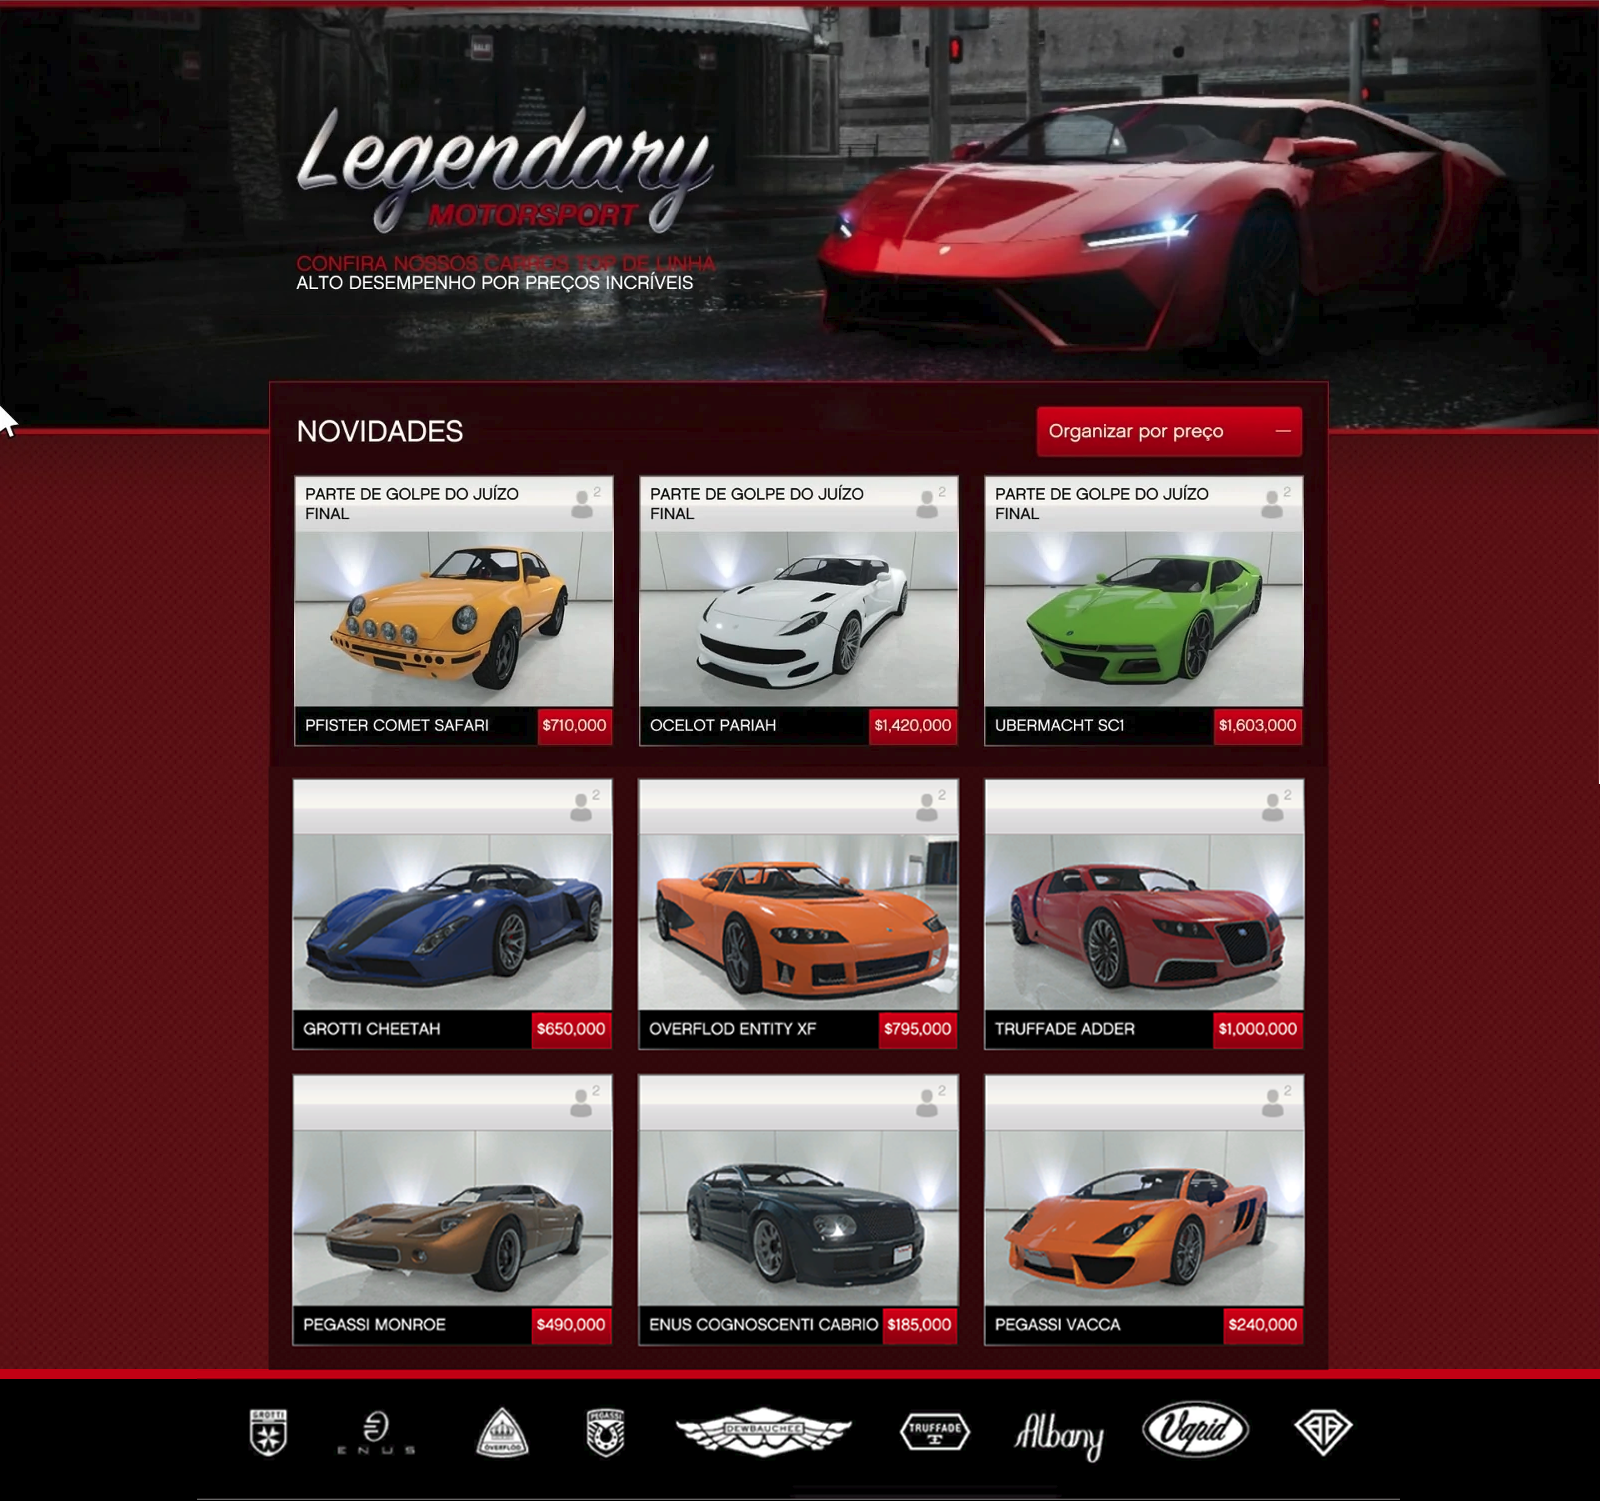 Legendary
MOTORSPORT
CONFIRA NOSSOS CARROS TOP DE LINHA
ALTO DESEMPENHO POR PREÇOS INCRÍVEIS
NOVIDADES
Organizar por preço
PARTE DE GOLPE DO JUÍZO
FINAL
2
PFISTER COMET SAFARI
$710,000
PARTE DE GOLPE DO JUÍZO
FINAL
2
OCELOT PARIAH
$1,420,000
PARTE DE GOLPE DO JUÍZO
FINAL
2
UBERMACHT SC1
$1,603,000
2
GROTTI CHEETAH
$650,000
2
OVERFLOD ENTITY XF
$795,000
2
TRUFFADE ADDER
$1,000,000
2
PEGASSI MONROE
$490,000
2
ENUS COGNOSCENTI CABRIO
$185,000
2
PEGASSI VACCA
$240,000
GROTTI
ENUS
ÖVERFLÖD
PEGASSI
DEWBAUCHEE
TRUFFADE
Albany
Vapid